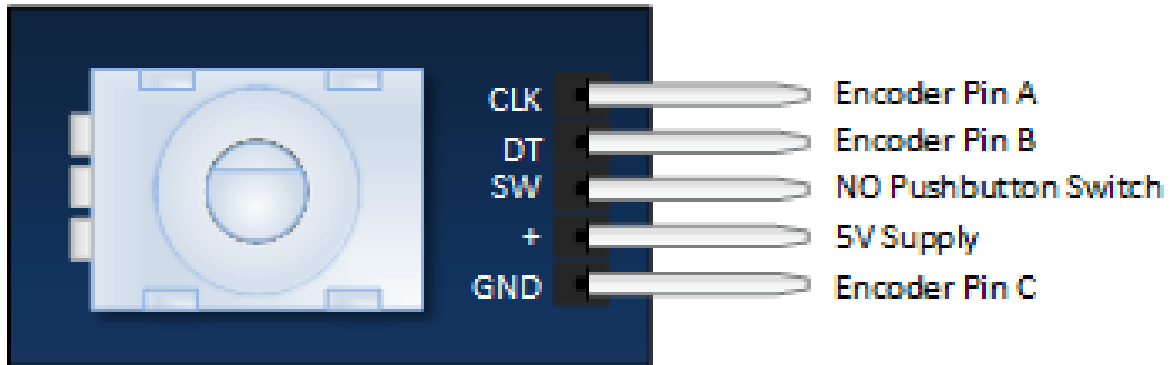 CLK Encoder Pin A
DT Encoder Pin B
SW NO Pushbutton Switch
+ 5V Supply
GND Encoder Pin C